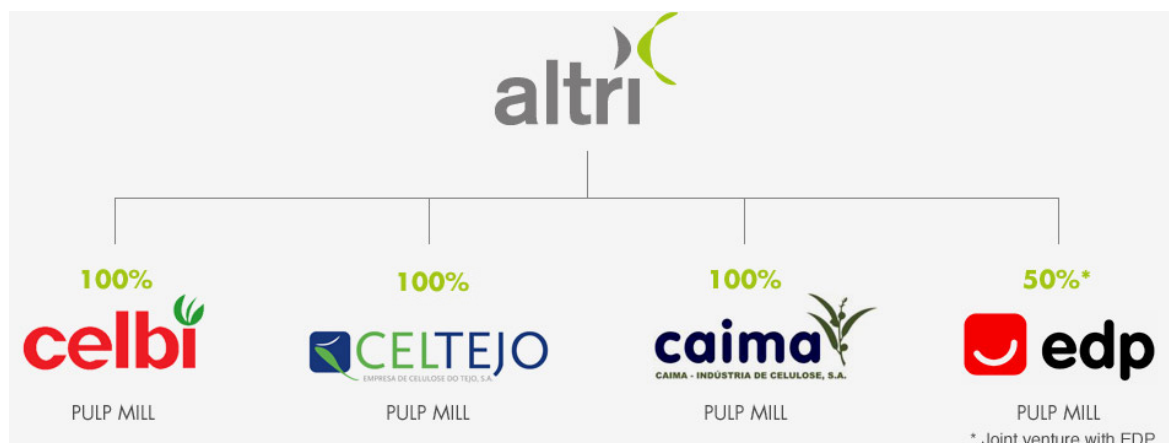 altri
100% 100% 100% 50%*
celbi CELTEJO caima edp
EMPRESA DE CELULOSE DO TEJO, S.A. CAIMA - INDÚSTRIA DE CELULOSE, S.A.
PULP MILL PULP MILL PULP MILL PULP MILL
* Joint venture with EDP